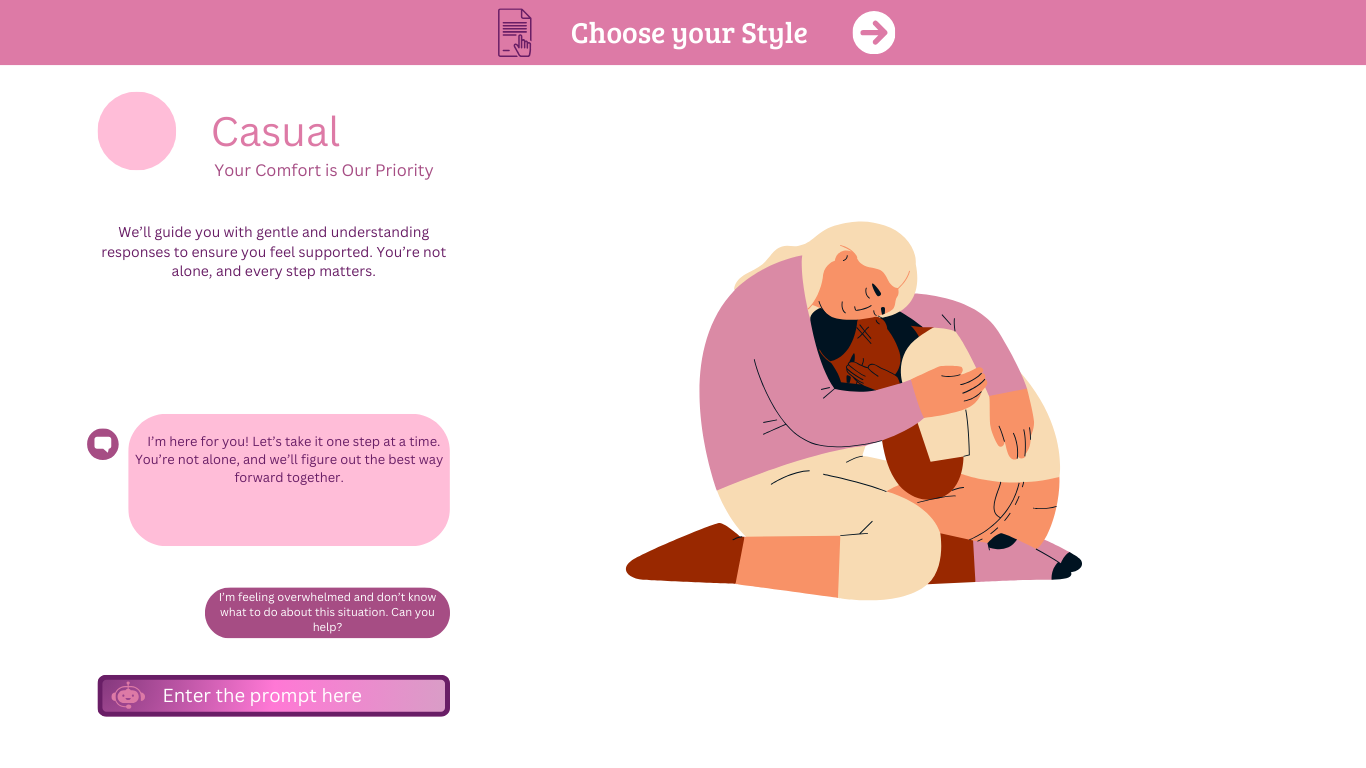 Choose your Style
Casual
Your Comfort is Our Priority
We’ll guide you with gentle and understanding
responses to ensure you feel supported. You’re not
alone, and every step matters.
I’m here for you! Let’s take it one step at a time.
You’re not alone, and we’ll figure out the best way
forward together.
I’m feeling overwhelmed and don’t know
what to do about this situation. Can you
help?
Enter the prompt here